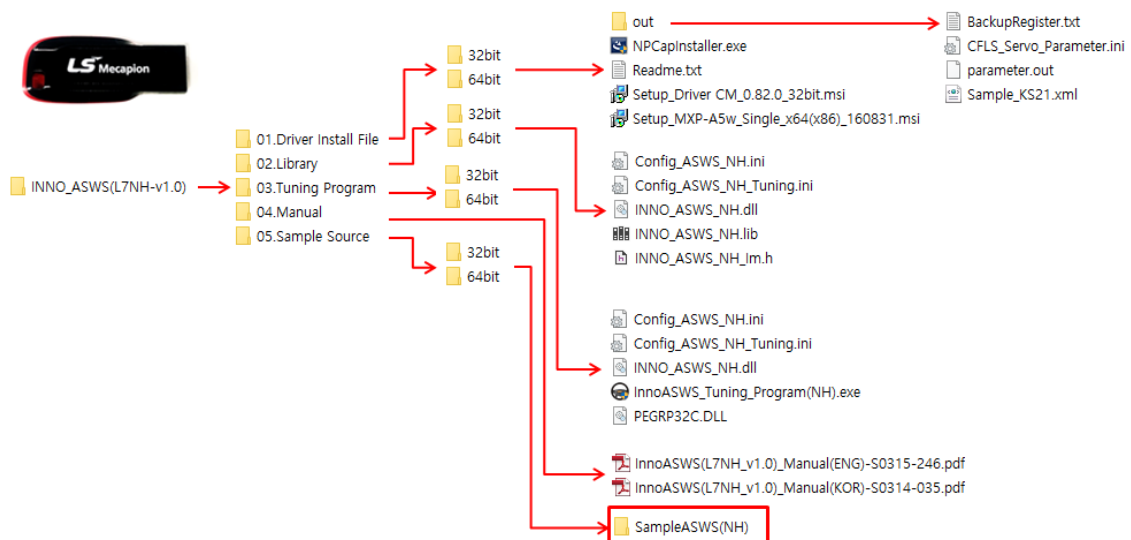 LS Mecapion
INNO_ASWS(L7NH-v1.0)
01.Driver Install File
02.Library
03.Tuning Program
04.Manual
05.Sample Source
32bit
64bit
32bit
64bit
32bit
64bit
32bit
64bit
out
NPCapInstaller.exe
Readme.txt
Setup_Driver CM_0.82.0_32bit.msi
Setup_MXP-A5w_Single_x64(x86)_160831.msi
BackupRegister.txt
CFLS_Servo_Parameter.ini
parameter.out
Sample_KS21.xml
Config_ASWS_NH.ini
Config_ASWS_NH_Tuning.ini
INNO_ASWS_NH.dll
INNO_ASWS_NH.lib
INNO_ASWS_NH_Im.h
Config_ASWS_NH.ini
Config_ASWS_NH_Tuning.ini
INNO_ASWS_NH.dll
InnoASWS_Tuning_Program(NH).exe
PEGRP32C.DLL
InnoASWS(L7NH_v1.0)_Manual(ENG)-S0315-246.pdf
InnoASWS(L7NH_v1.0)_Manual(KOR)-S0314-035.pdf
SampleASWS(NH)